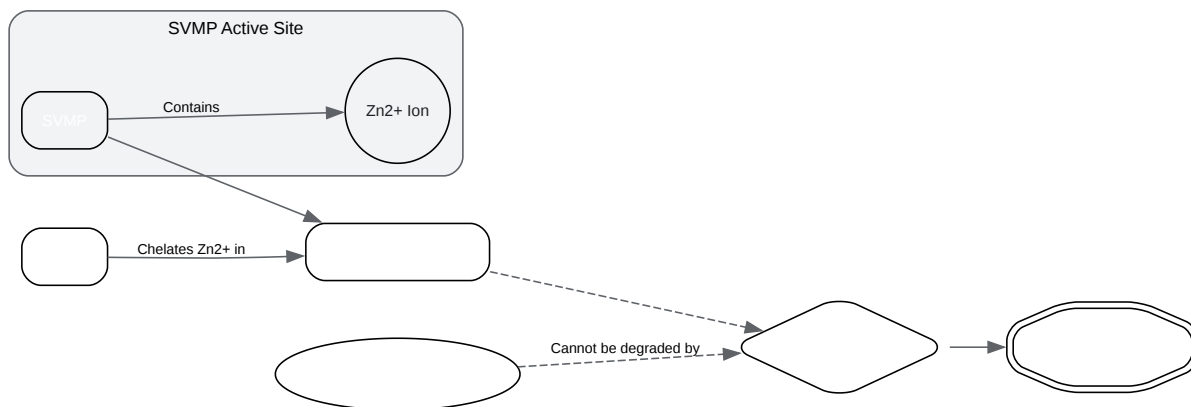 SVMP Active Site
SVMP
Contains
Zn2+ Ion
Chelates Zn2+ in
Cannot be degraded by